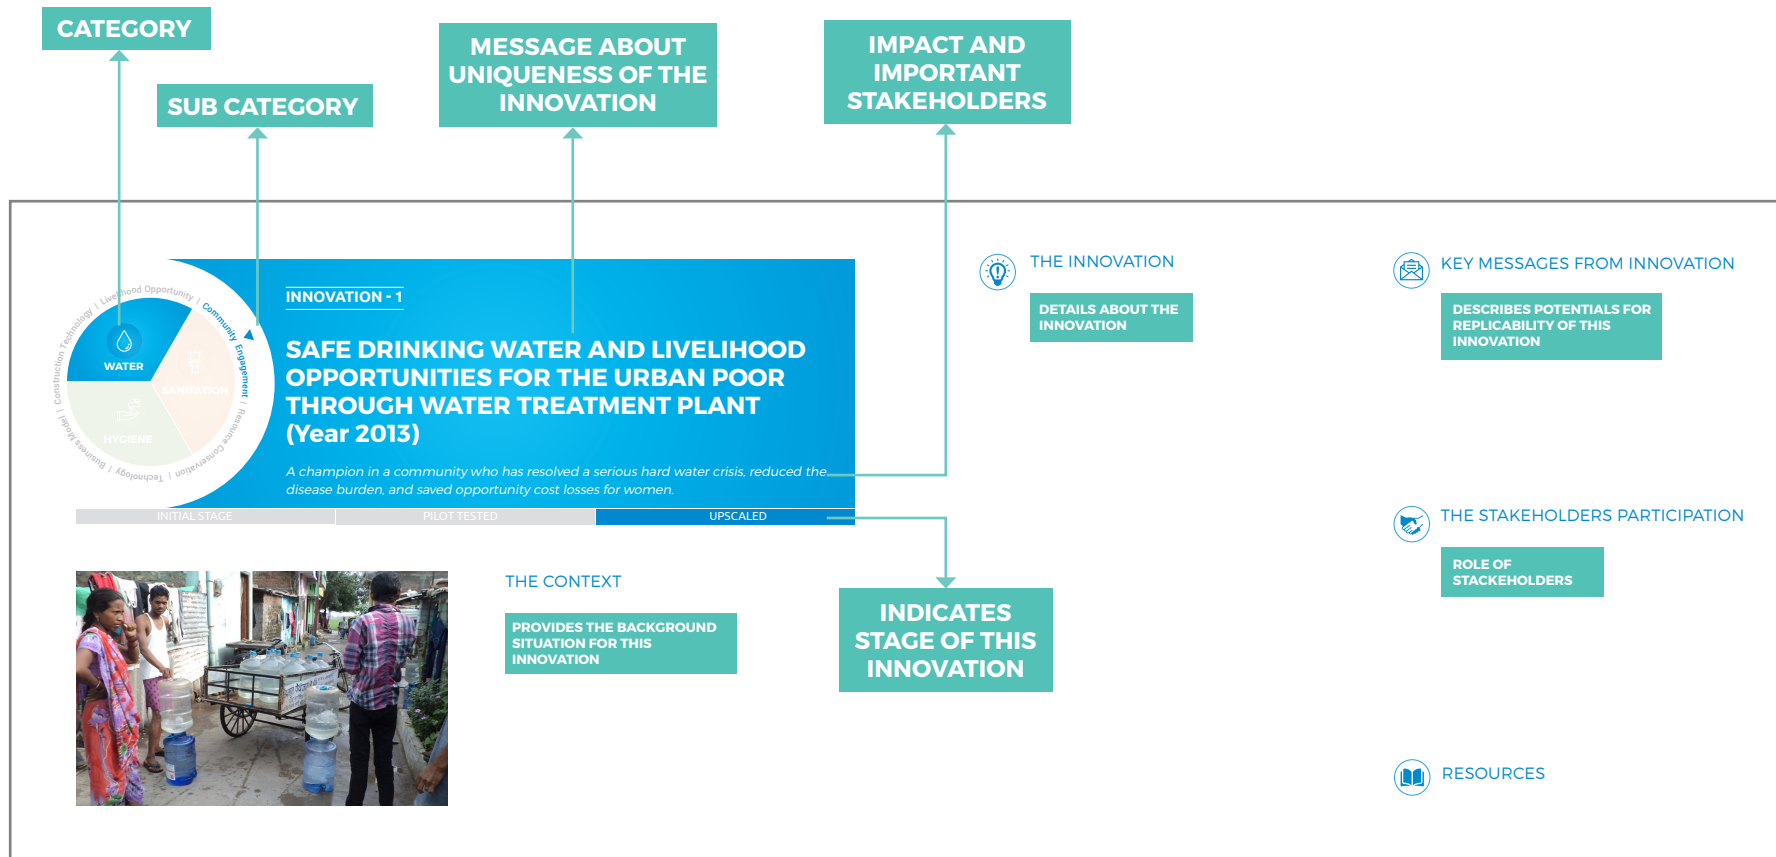 CATEGORY
SUB CATEGORY
MESSAGE ABOUT
UNIQUENESS OF THE
INNOVATION
IMPACT AND
IMPORTANT
STAKEHOLDERS
Construction Technology | Livelihood Opportunity | Community Engagement | Resource Conservation | Technology | Business Model |
WATER
SANITATION
HYGIENE
INNOVATION - 1
SAFE DRINKING WATER AND LIVELIHOOD
OPPORTUNITIES FOR THE URBAN POOR
THROUGH WATER TREATMENT PLANT
(Year 2013)
A champion in a community who has resolved a serious hard water crisis, reduced the
disease burden, and saved opportunity cost losses for women.
INITIAL STAGE
PILOT TESTED
UPSCALED
THE CONTEXT
PROVIDES THE BACKGROUND
SITUATION FOR THIS
INNOVATION
INDICATES
STAGE OF THIS
INNOVATION
THE INNOVATION
DETAILS ABOUT THE
INNOVATION
KEY MESSAGES FROM INNOVATION
DESCRIBES POTENTIALS FOR
REPLICABILITY OF THIS
INNOVATION
THE STAKEHOLDERS PARTICIPATION
ROLE OF
STACKEHOLDERS
RESOURCES